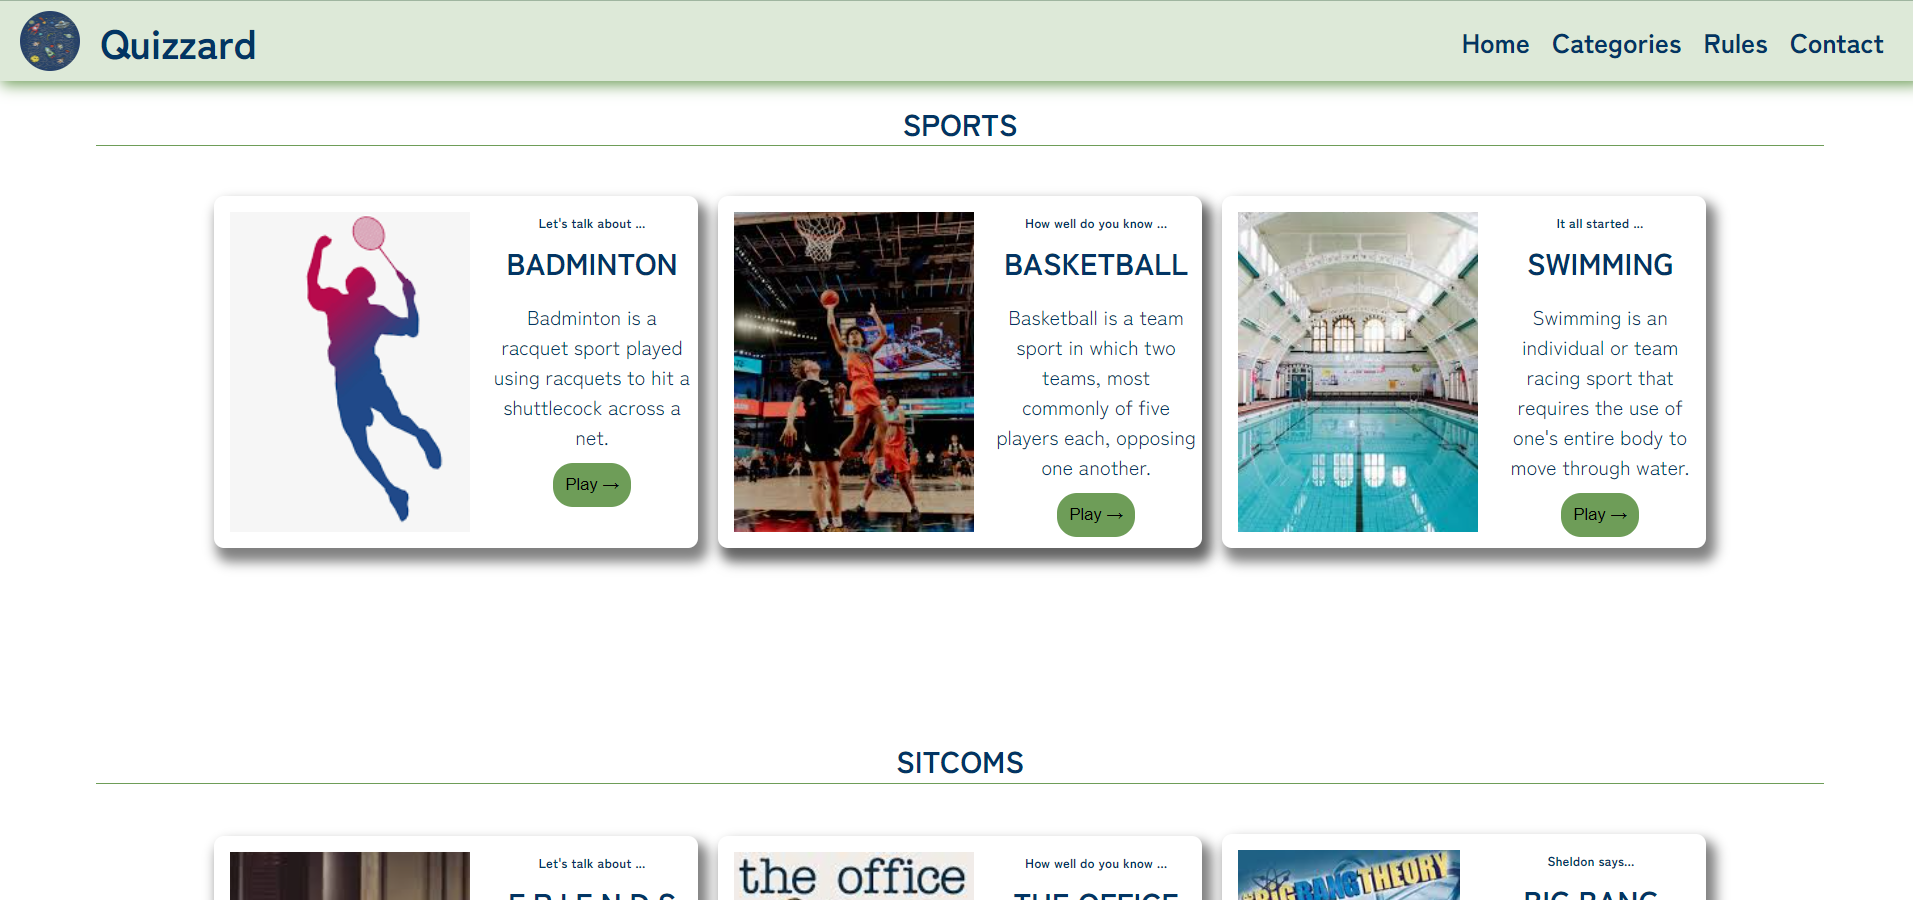 Quizzard
Home Categories Rules Contact
SPORTS
Let's talk about ...
BADMINTON
Badminton is a
racquet sport played
using racquets to hit a
shuttlecock across a
net.
Play →
How well do you know ...
BASKETBALL
Basketball is a team
sport in which two
teams, most
commonly of five
players each, opposing
one another.
Play →
It all started ...
SWIMMING
Swimming is an
individual or team
racing sport that
requires the use of
one's entire body to
move through water.
Play →
SITCOMS
Let's talk about ...
F.R.I.E.N.D.S
the office
How well do you know ...
THE OFFICE
BIG BANG THEORY
Sheldon says...
BIG BANG